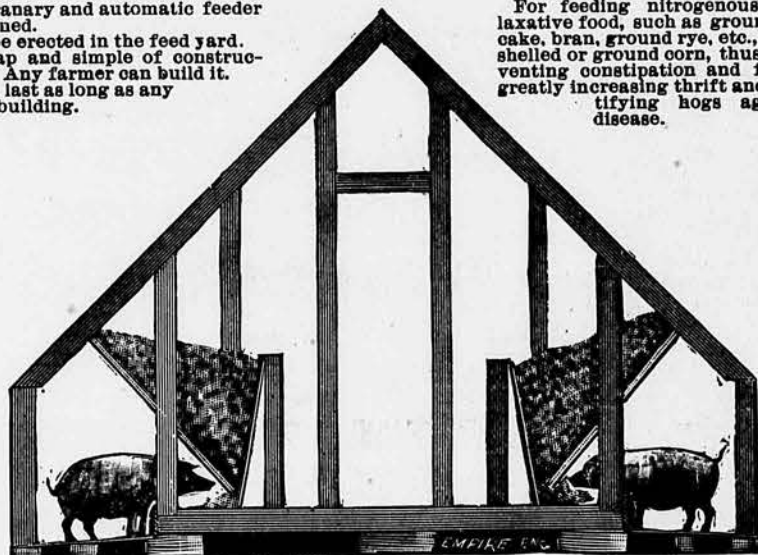 anary and automatic feeder
ned.
e erected in the feed yard.
ap and simple of construc-
Any farmer can build it.
last as long as any
building.
For feeding nitrogenous
laxative food, such as groun
cake, bran, ground rye, etc.,
shelled or ground corn, thus
venting constipation and f
greatly increasing thrift and
tifying hogs ag
disease.
EMPIRE ENG